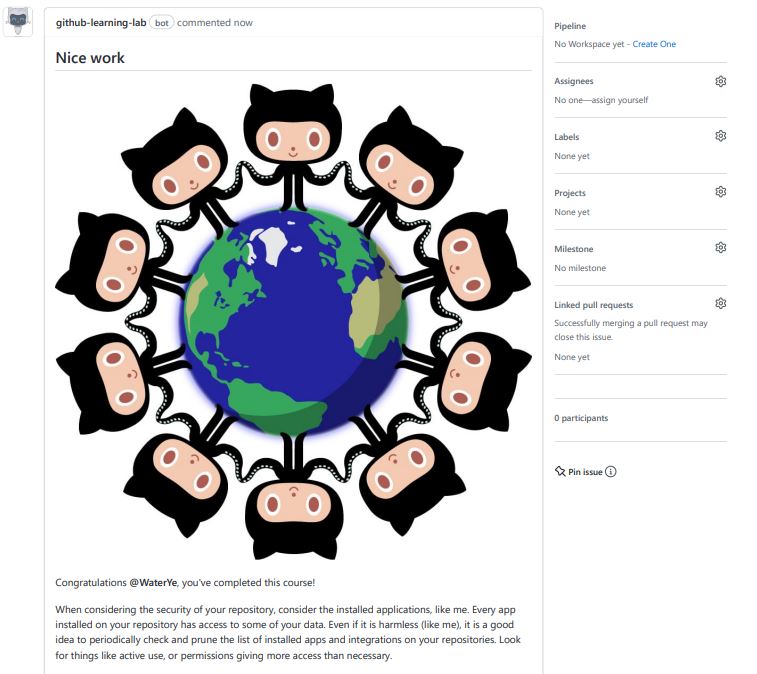 github-learning-lab bot commented now
Nice work
Congratulations @WaterYe, you've completed this course!
When considering the security of your repository, consider the installed applications, like me. Every app
installed on your repository has access to some of your data. Even if it is harmless (like me), it is a good
idea to periodically check and prune the list of installed apps and integrations on your repositories. Look
for things like active use, or permissions giving more access than necessary.
Pipeline
No Workspace yet - Create One
Assignees
No one—assign yourself
Labels
None yet
Projects
None yet
Milestone
No milestone
Linked pull requests
Successfully merging a pull request may
close this issue.
None yet
0 participants
Pin issue